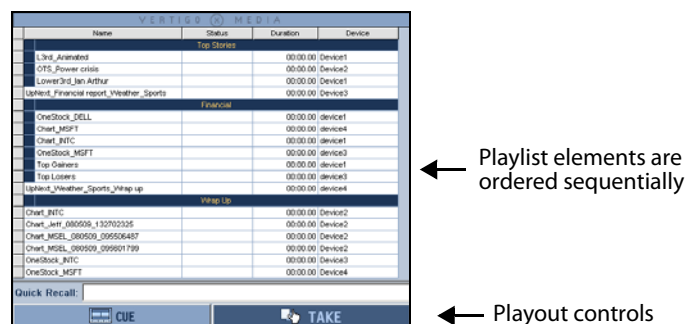 VERTIGO MEDIA
Name Status Duration Device
Top Stories
L3rd_Animated 00:00.00 Device1
OTS_Power crisis 00:00.00 Device2
Lower3rd_Ian Arthur 00:00.00 Device1
UpNext_Financial report_Weather_Sports 00:00.00 Device3
Financial
OneStock_DELL 00:00.00 device1
Chart_MSFT 00:00.00 device4
Chart_INTC 00:00.00 device1
OneStock_MSFT 00:00.00 device3
Top Gainers 00:00.00 device1
Top Losers 00:00.00 device3
UpNext_Weather_Sports_Wrap up 00:00.00 device4
Wrap Up
Chart_INTC 00:00.00 Device2
Chart_Jeff_080509_132702325 00:00.00 Device2
Chart_MSEL_080509_095506487 00:00.00 Device2
Chart_MSEL_080509_095801799 00:00.00 Device2
OneStock_INTC 00:00.00 Device3
OneStock_MSFT 00:00.00 Device4
Quick Recall:
CUE TAKE
Playlist elements are
ordered sequentially
Playout controls